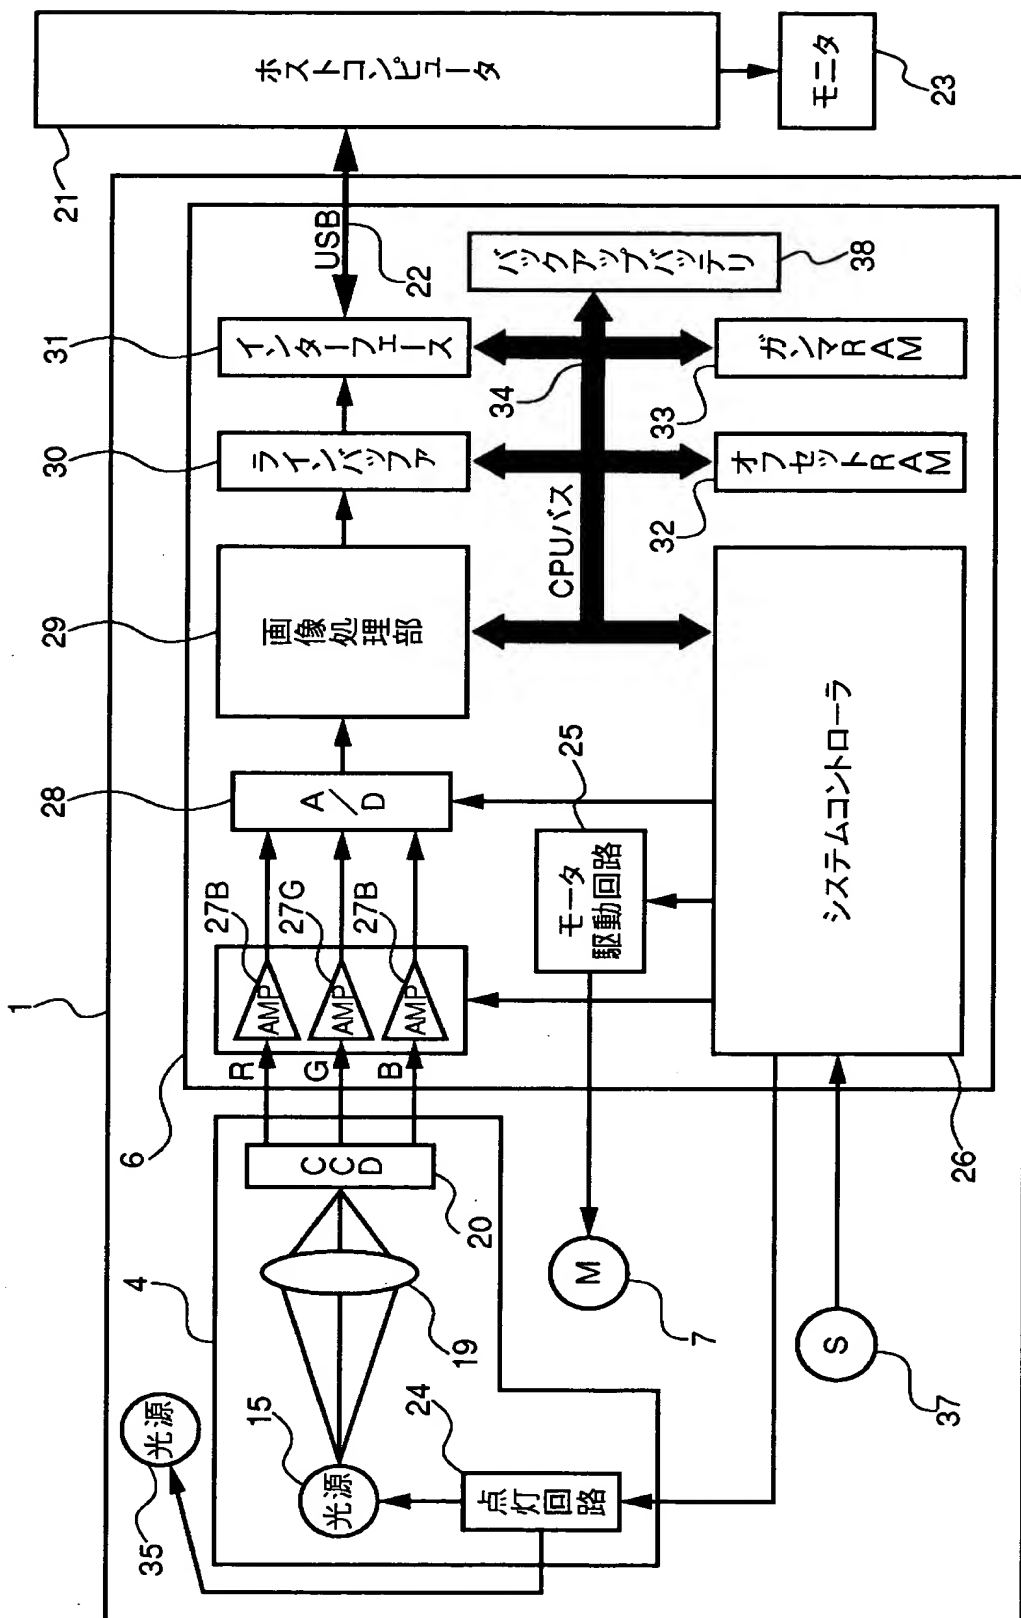 1
35
光源
4
15
光源
19
24
点灯回路
20
CCD
6
R
G
B
AMP
AMP
AMP
27B
27G
27B
28
A/D
29
画像処理部
30
ラインバッファ
31
インターフェース
USB
22
21
ホストコンピュータ
モニタ
23
M
7
25
モータ
駆動回路
CPUバス
34
バックアップバッテリ
38
S
37
システムコントローラ
26
32
オフセットRAM
33
ガンマRAM